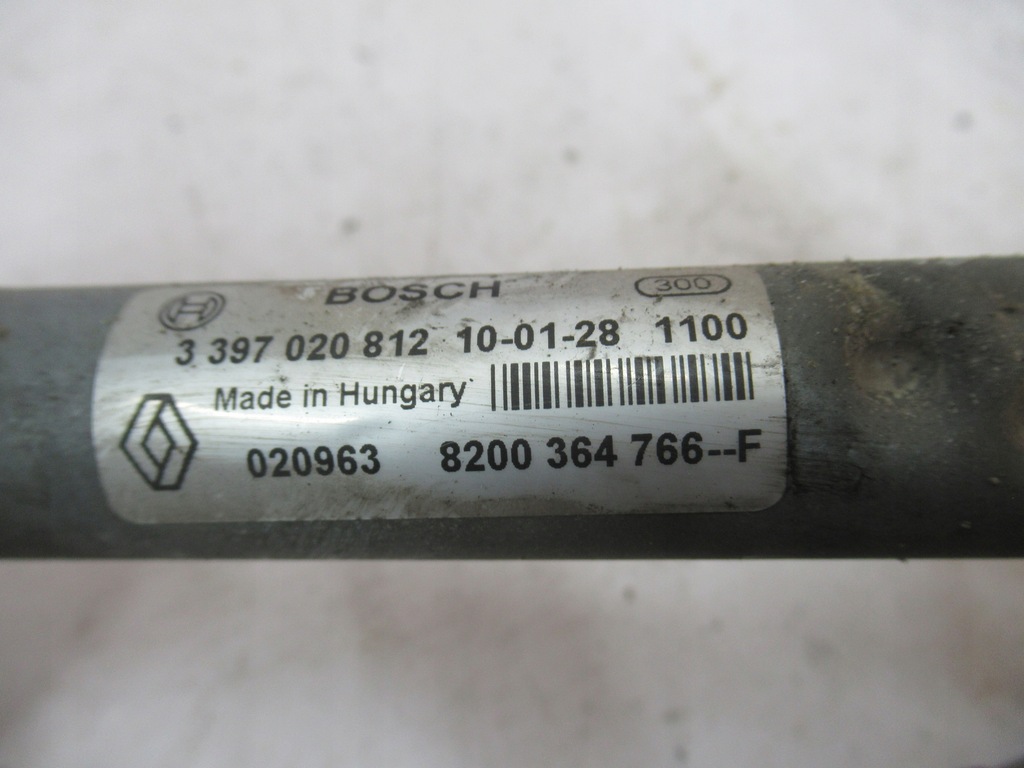 BOSCH 300
3 397 020 812 10-01-28 1100
Made in Hungary
020963 8200 364 766--F